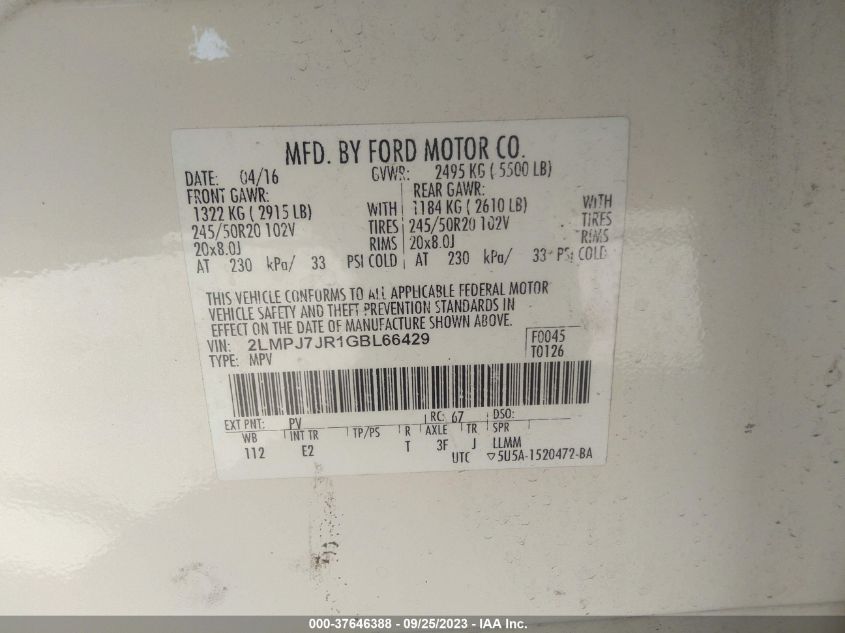 MFD. BY FORD MOTOR CO.
DATE: 04/16 GVWR: 2495 KG ( 5500 LB)
FRONT GAWR: REAR GAWR:
1322 KG ( 2915 LB) WITH 1184 KG ( 2610 LB) WITH
245/50R20 102V TIRES 245/50R20 102V TIRES
20x8.0J RIMS 20x8.0J RIMS
AT 230 kPa/ 33 PSI COLD AT 230 kPa/ 33 PSI COLD
THIS VEHICLE CONFORMS TO ALL APPLICABLE FEDERAL MOTOR
VEHICLE SAFETY AND THEFT PREVENTION STANDARDS IN
EFFECT ON THE DATE OF MANUFACTURE SHOWN ABOVE.
VIN: 2LMPJ7JR1GBL66429 F0045
TYPE: MPV T0126
EXT PNT: PV RC: 67 DSO:
WB INT TR TP/PS R AXLE TR SPR
112 E2 T 3F J LLMM
UTC ▽5U5A-1520472-BA
000-37646388 - 09/25/2023 - IAA Inc.